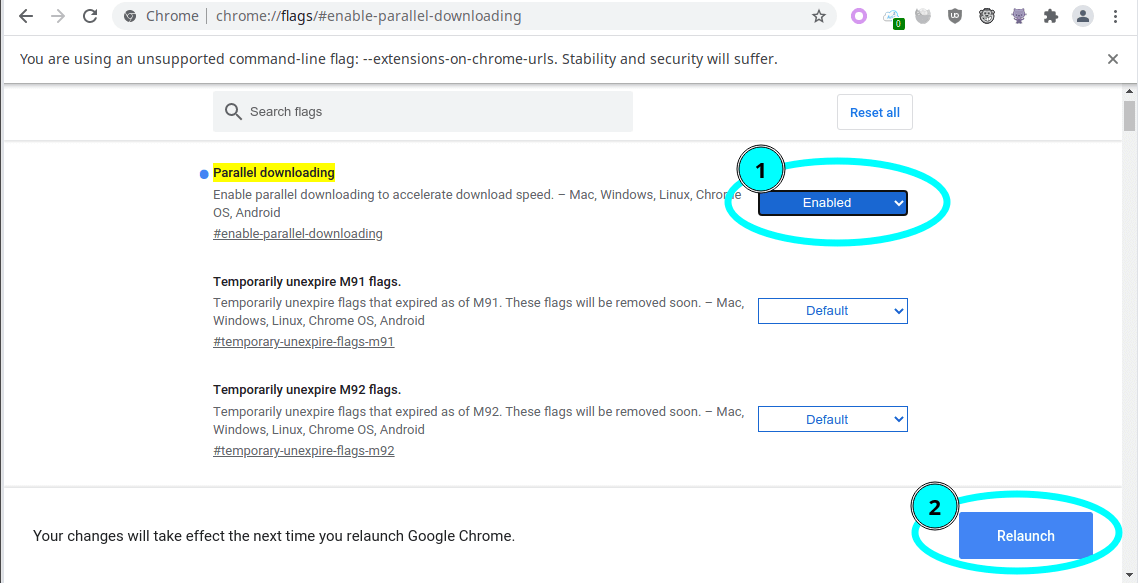 Chrome | chrome://flags/#enable-parallel-downloading
0
You are using an unsupported command-line flag: --extensions-on-chrome-urls. Stability and security will suffer.
Search flags
Reset all
Parallel downloading
1
Enable parallel downloading to accelerate download speed. – Mac, Windows, Linux, Chrome
OS, Android
Enabled
#enable-parallel-downloading
Temporarily unexpire M91 flags.
Temporarily unexpire flags that expired as of M91. These flags will be removed soon. – Mac,
Windows, Linux, Chrome OS, Android
Default
#temporary-unexpire-flags-m91
Temporarily unexpire M92 flags.
Temporarily unexpire flags that expired as of M92. These flags will be removed soon. – Mac,
Windows, Linux, Chrome OS, Android
Default
#temporary-unexpire-flags-m92
2
Your changes will take effect the next time you relaunch Google Chrome.
Relaunch